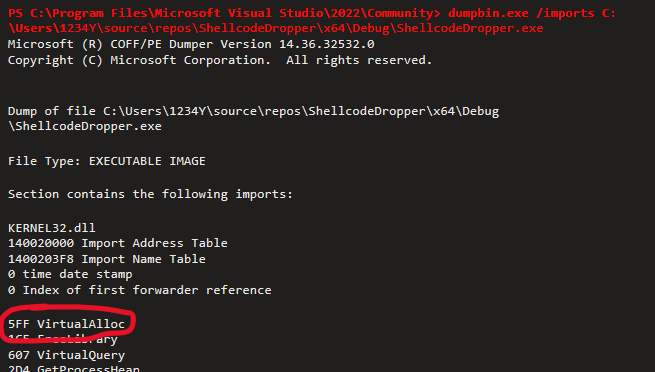 PS C:\Program Files\Microsoft Visual Studio\2022\Community> dumpbin.exe /imports C:
\Users\1234Y\source\repos\ShellcodeDropper\x64\Debug\ShellcodeDropper.exe
Microsoft (R) COFF/PE Dumper Version 14.36.32532.0
Copyright (C) Microsoft Corporation.  All rights reserved.
Dump of file C:\Users\1234Y\source\repos\ShellcodeDropper\x64\Debug
\ShellcodeDropper.exe
File Type: EXECUTABLE IMAGE
Section contains the following imports:
KERNEL32.dll
140020000 Import Address Table
1400203F8 Import Name Table
0 time date stamp
0 Index of first forwarder reference
5FF VirtualAlloc
FreeLibrary
607 VirtualQuery
2D4 GetProcessHeap